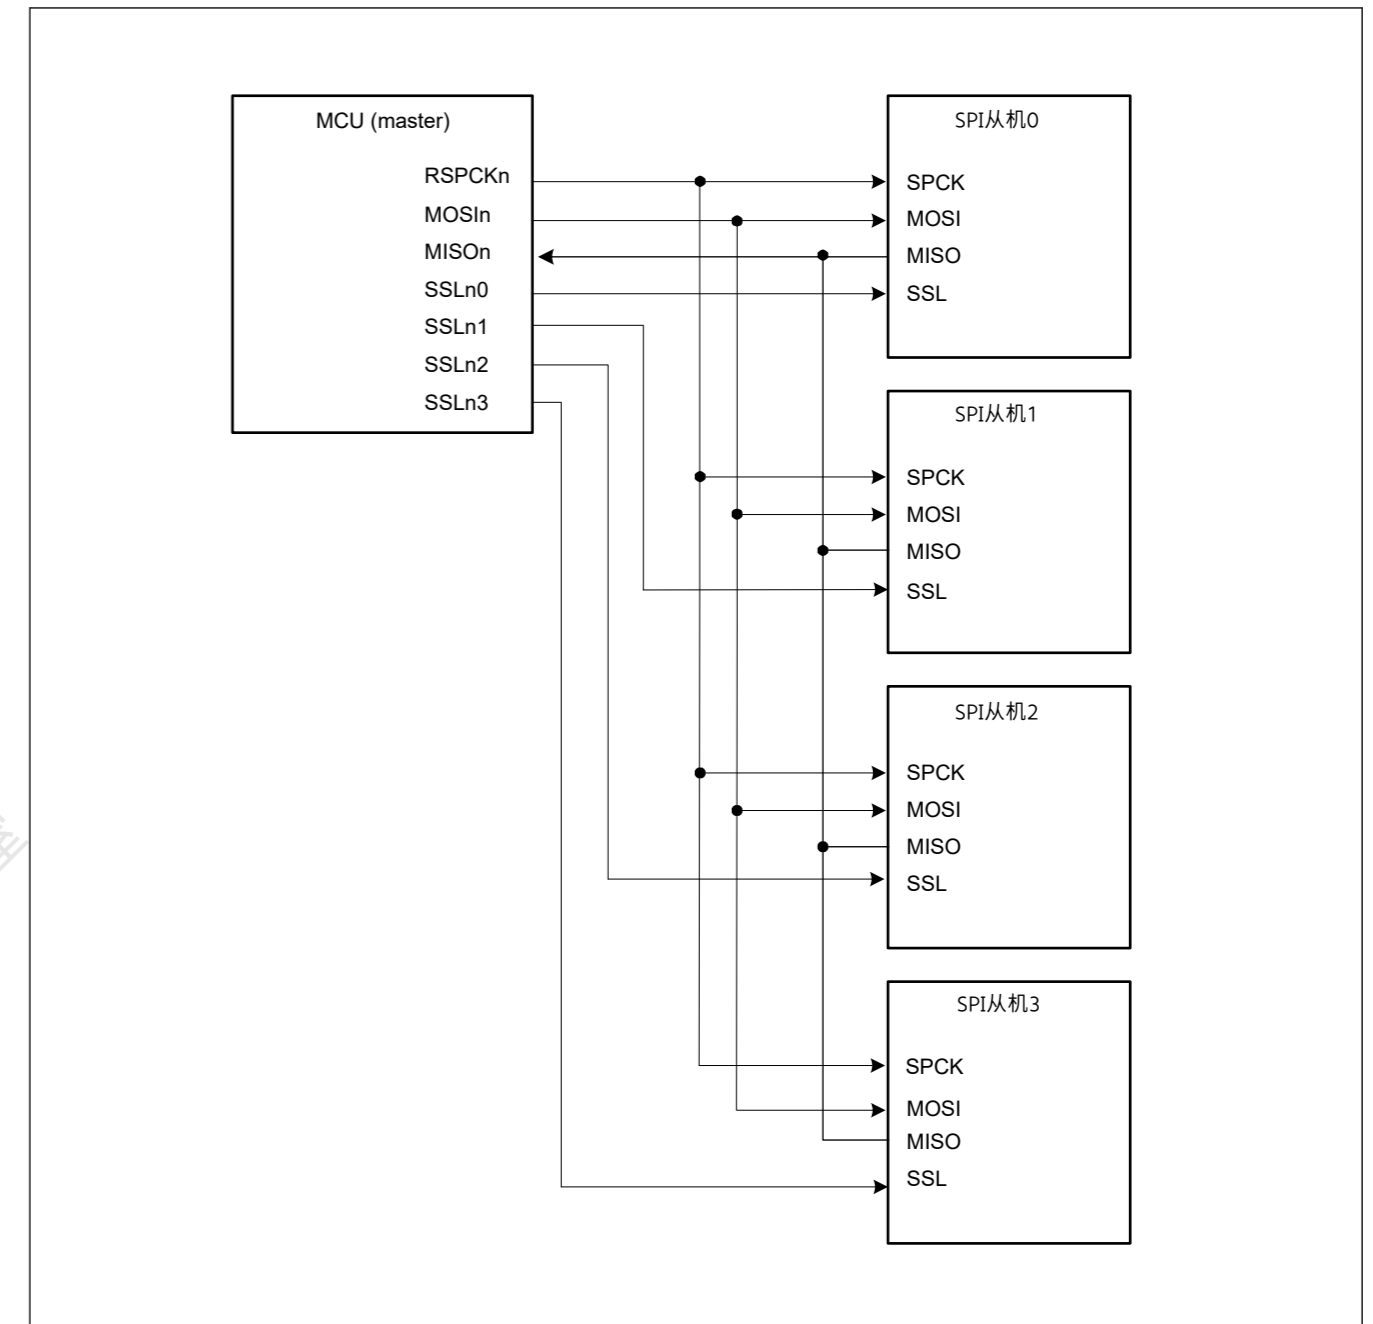 MCU (master)
RSPCKn
MOSIn
MISOn
SSLn0
SSLn1
SSLn2
SSLn3
SPI从机0
SPCK
MOSI
MISO
SSL
SPI从机1
SPCK
MOSI
MISO
SSL
SPI从机2
SPCK
MOSI
MISO
SSL
SPI从机3
SPCK
MOSI
MISO
SSL